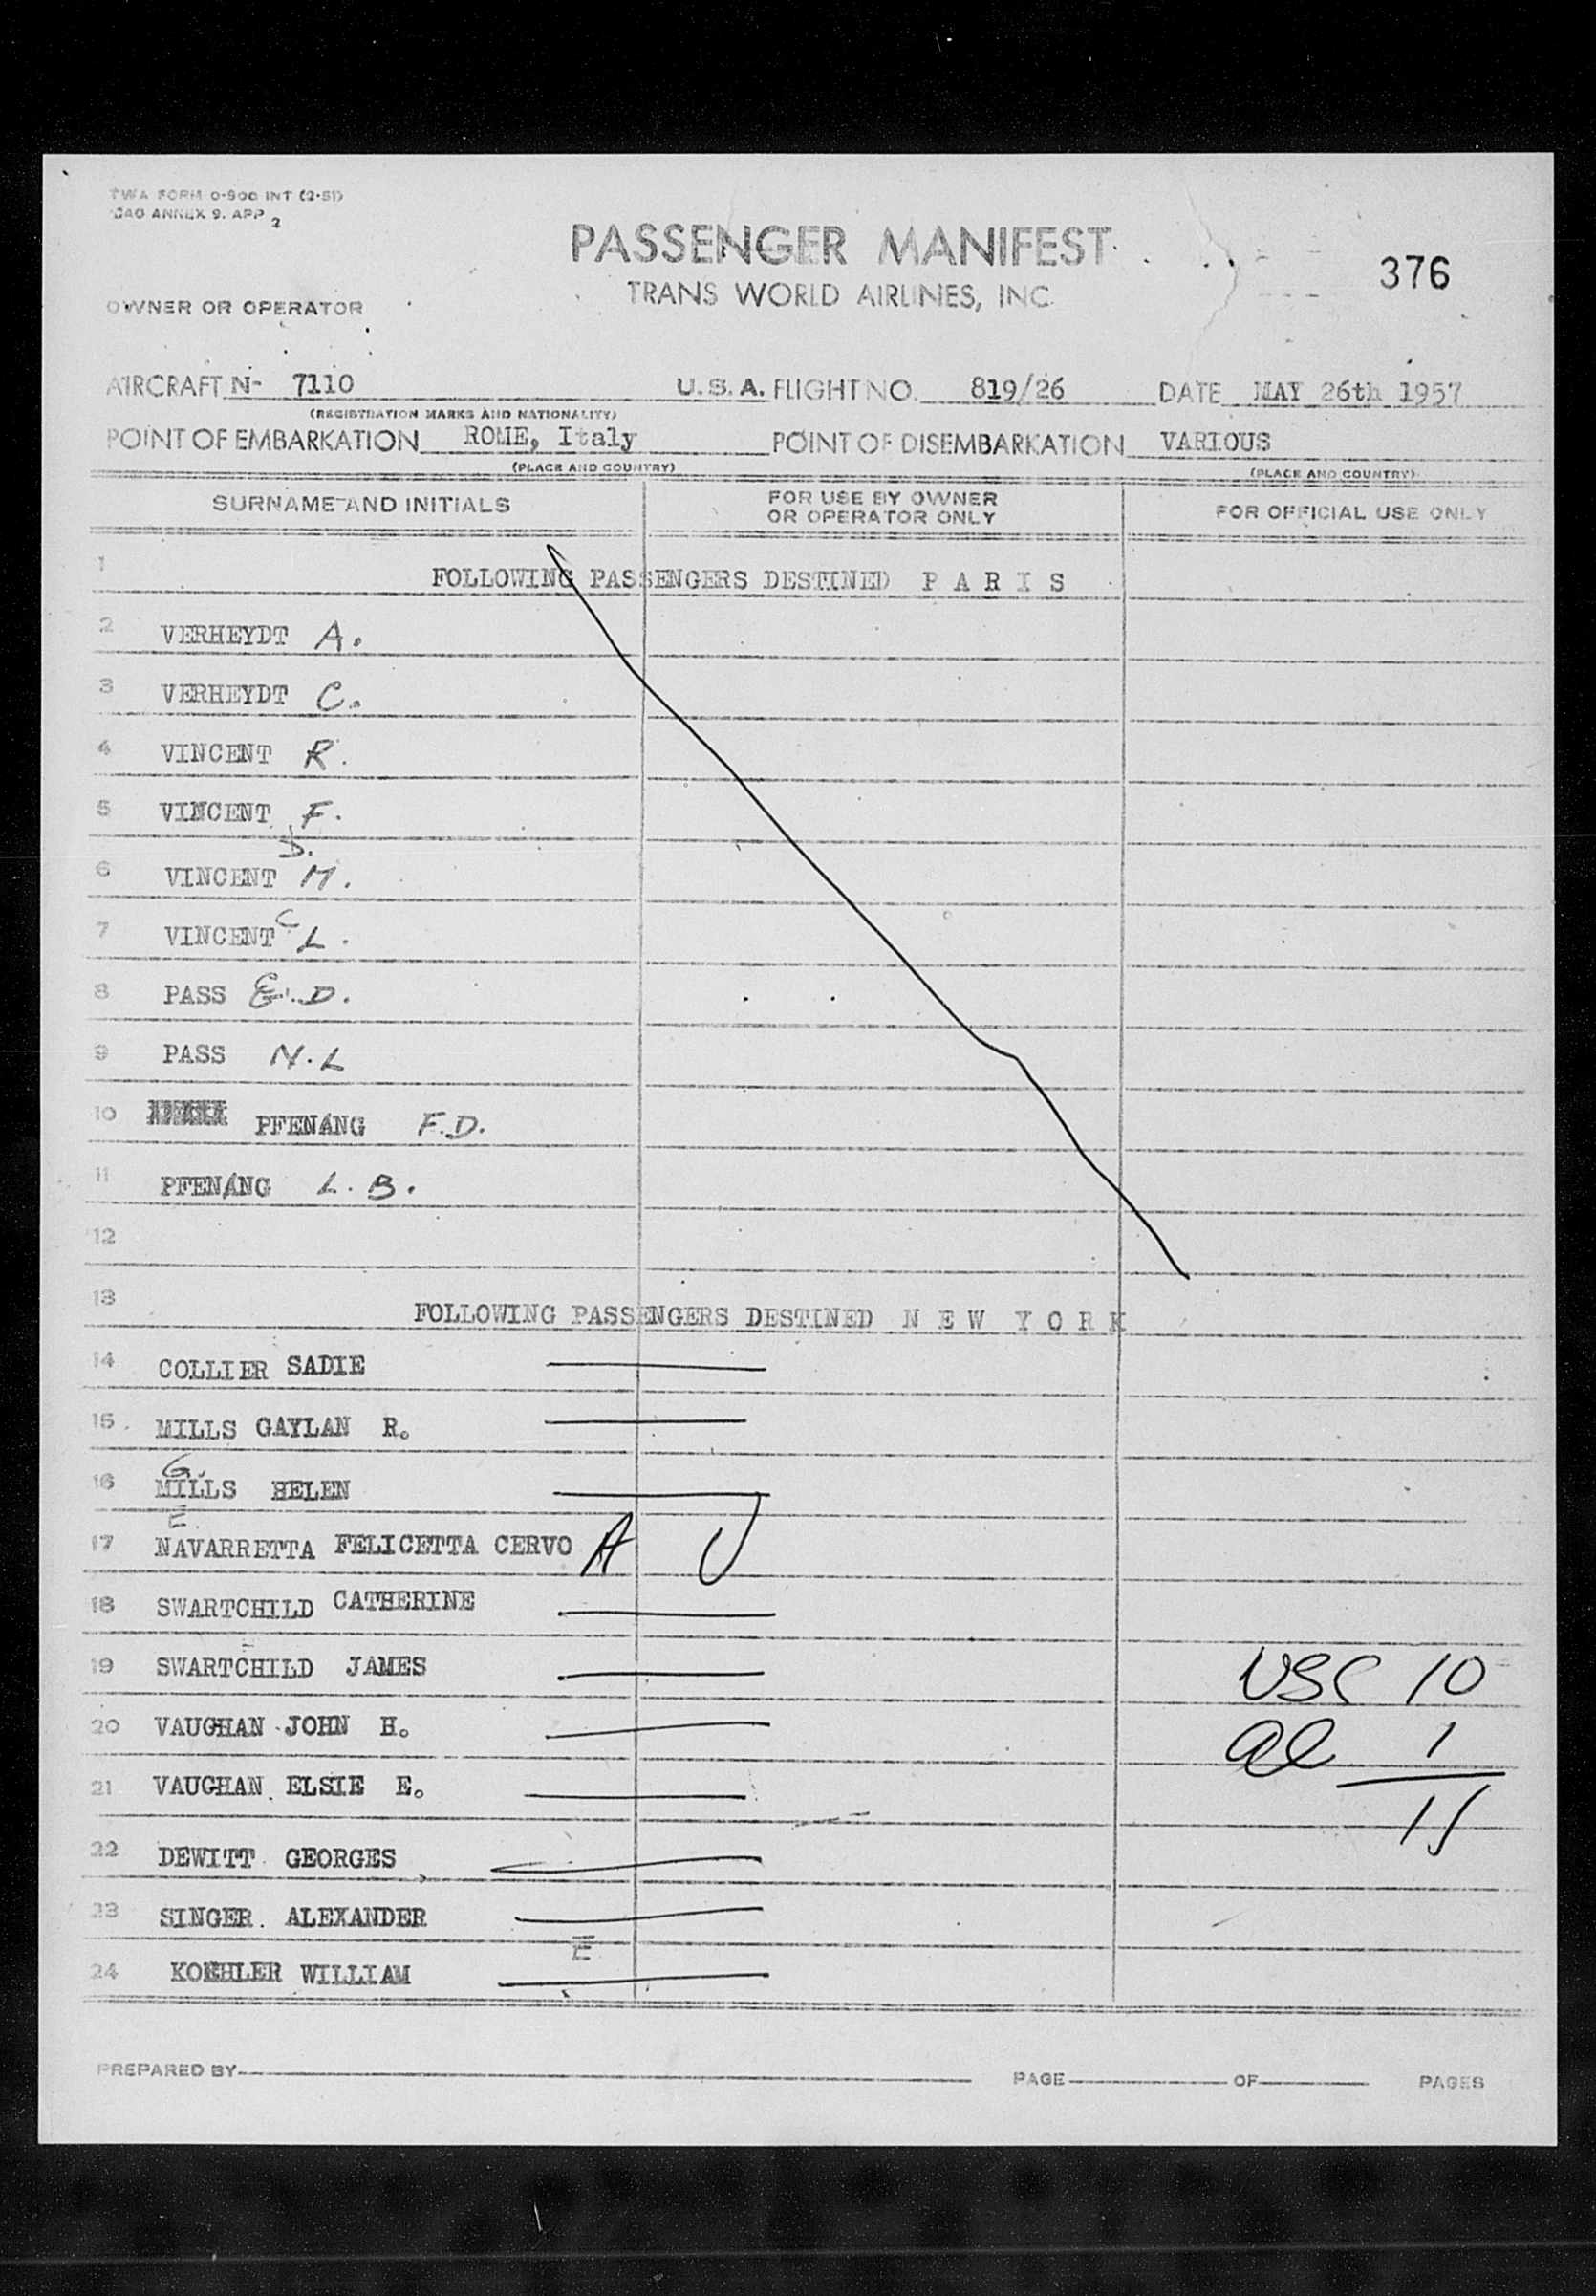 TWA FORM O-900 INT (2-51)
ICAO ANNEX 9. APP 2
PASSENGER MANIFEST
376
TRANS WORLD AIRLINES, INC.
OWNER OR OPERATOR
AIRCRAFT N- 7110 U. S. A. FLIGHT NO. 819/26 DATE MAY 26th 1957
(REGISTRATION MARKS AND NATIONALITY)
POINT OF EMBARKATION ROME, Italy POINT OF DISEMBARKATION VARIOUS
(PLACE AND COUNTRY) (PLACE AND COUNTRY)
SURNAME AND INITIALS FOR USE BY OWNER OR OPERATOR ONLY FOR OFFICIAL USE ONLY
1 FOLLOWING PASSENGERS DESTINED P A R I S
2 VERHEYDT A.
3 VERHEYDT C.
4 VINCENT R.
5 VINCENT F.
D.
6 VINCENT M.
7 VINCENT C L.
8 PASS E.D.
9 PASS N.L
10 PFENANG F.D.
11 PFENANG L. B.
12
13 FOLLOWING PASSENGERS DESTINED N E W Y O R K
14 COLLIER SADIE
15. MILLS GAYLAN R.
G.
16 MILLS HELEN
E.
17 NAVARRETTA FELICETTA CERVO A
18 SWARTCHILD CATHERINE
19 SWARTCHILD JAMES USC 10
20 VAUGHAN JOHN H. al 1
21 VAUGHAN ELSIE E. 11
22 DEWITT GEORGES
23 SINGER. ALEXANDER
E
24 KOEHLER WILLIAM
PREPARED BY PAGE OF PAGES